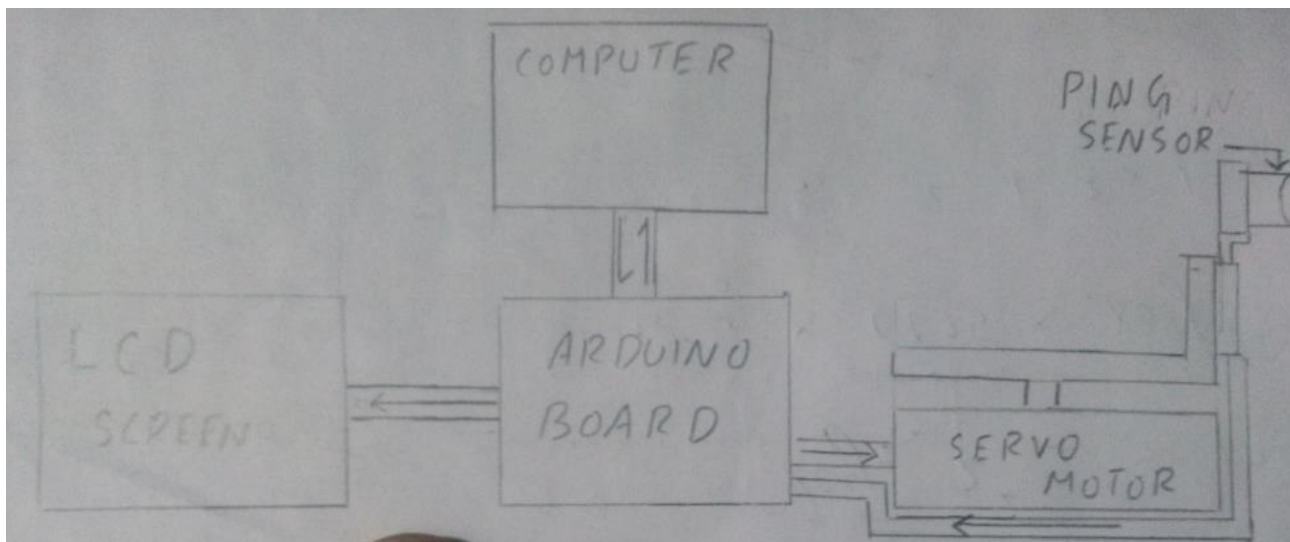 COMPUTER
PING
SENSOR
LCD
SCREEN
ARDUINO
BOARD
SERVO
MOTOR